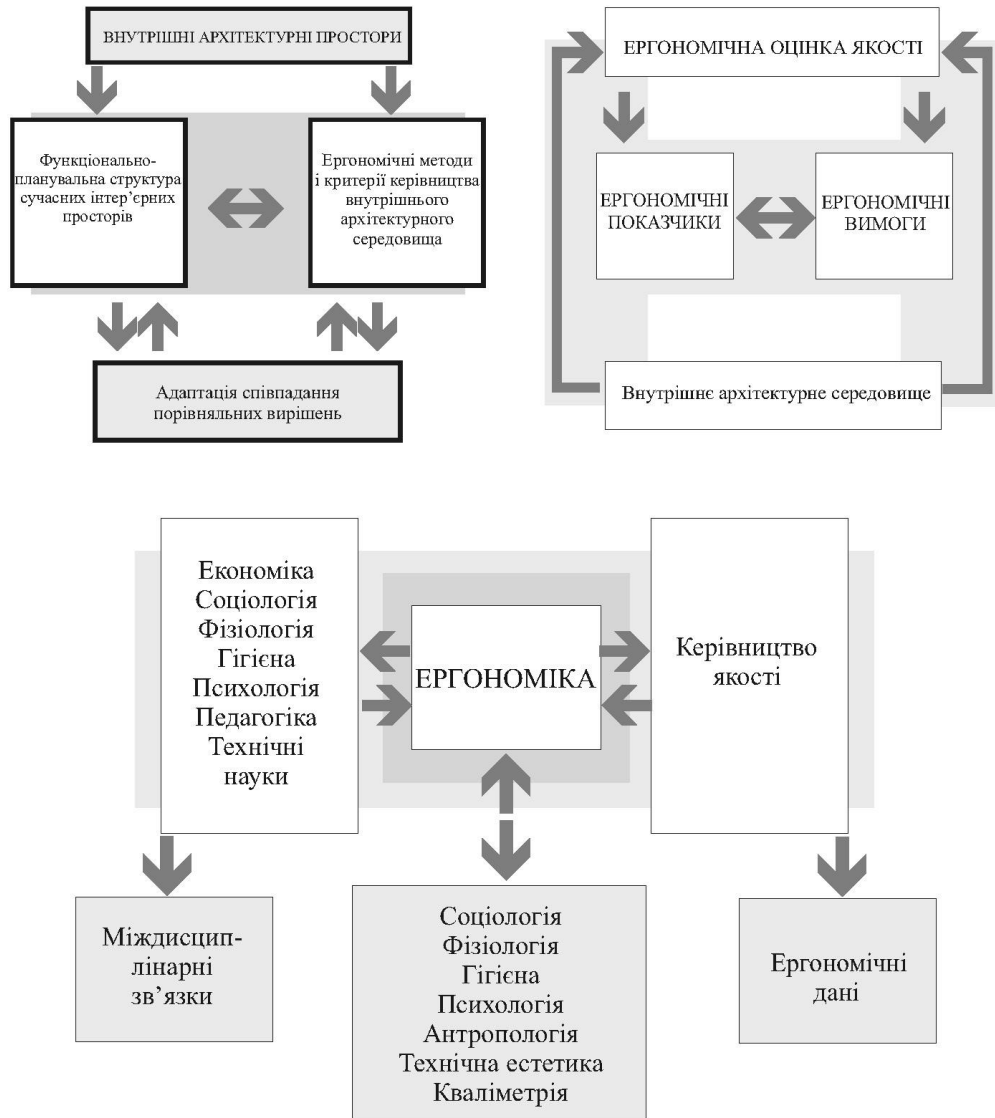 ВНУТРІШНІ АРХІТЕКТУРНІ ПРОСТОРИ
Функціонально-
планувальна структура
сучасних інтер’єрних
просторів
Ергономічні методи
і критерії керівництва
внутрішнього
архітектурного
середовища
Адаптація співпадання
порівняльних вирішень
ЕРГОНОМІЧНА ОЦІНКА ЯКОСТІ
ЕРГОНОМІЧНІ
ПОКАЗЧИКИ
ЕРГОНОМІЧНІ
ВИМОГИ
Внутрішнє архітектурне середовище
Економіка
Соціологія
Фізіологія
Гігієна
Психологія
Педагогіка
Технічні
науки
ЕРГОНОМІКА
Керівництво
якості
Міждисцип-
лінарні
зв’язки
Соціологія
Фізіологія
Гігієна
Психологія
Антропологія
Технічна естетика
Кваліметрія
Ергономічні
дані